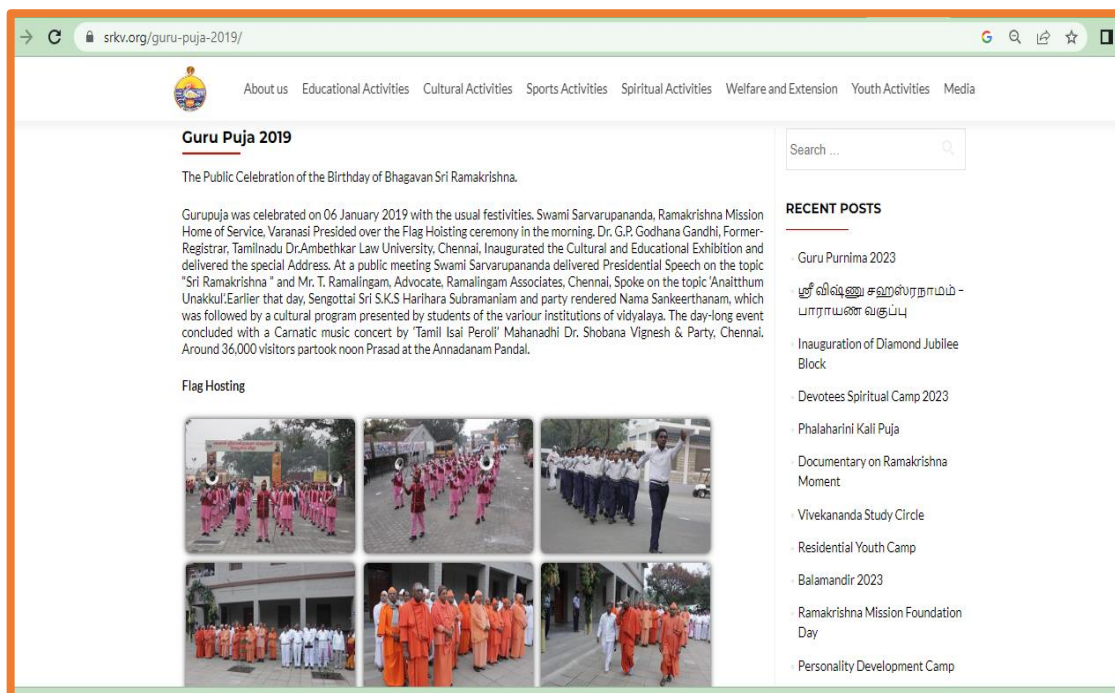 srkv.org/guru-puja-2019/
About us Educational Activities Cultural Activities Sports Activities Spiritual Activities Welfare and Extension Youth Activities Media
Guru Puja 2019
The Public Celebration of the Birthday of Bhagavan Sri Ramakrishna.
Gurupuja was celebrated on 06 January 2019 with the usual festivities. Swami Sarvarupananda, Ramakrishna Mission
Home of Service, Varanasi Presided over the Flag Hoisting ceremony in the morning. Dr. G.P. Godhana Gandhi, Former-
Registrar, Tamilnadu Dr.Ambethkar Law University, Chennai, Inaugurated the Cultural and Educational Exhibition and
delivered the special Address. At a public meeting Swami Sarvarupananda delivered Presidential Speech on the topic
"Sri Ramakrishna " and Mr. T. Ramalingam, Advocate, Ramalingam Associates, Chennai, Spoke on the topic 'Anaitthum
Unakkul'.Earlier that day, Sengottai Sri S.K.S Harihara Subramaniam and party rendered Nama Sankeerthanam, which
was followed by a cultural program presented by students of the variour institutions of vidyalaya. The day-long event
concluded with a Carnatic music concert by 'Tamil Isai Peroli' Mahanadhi Dr. Shobana Vignesh & Party, Chennai.
Around 36,000 visitors partook noon Prasad at the Annadanam Pandal.
Flag Hosting
Search ...
RECENT POSTS
Guru Purnima 2023
ஸ்ரீ விஷ்ணு சஹஸ்ரநாமம் –
பாராயண வகுப்பு
Inauguration of Diamond Jubilee
Block
Devotees Spiritual Camp 2023
Phalaharini Kali Puja
Documentary on Ramakrishna
Moment
Vivekananda Study Circle
Residential Youth Camp
Balamandir 2023
Ramakrishna Mission Foundation
Day
Personality Development Camp